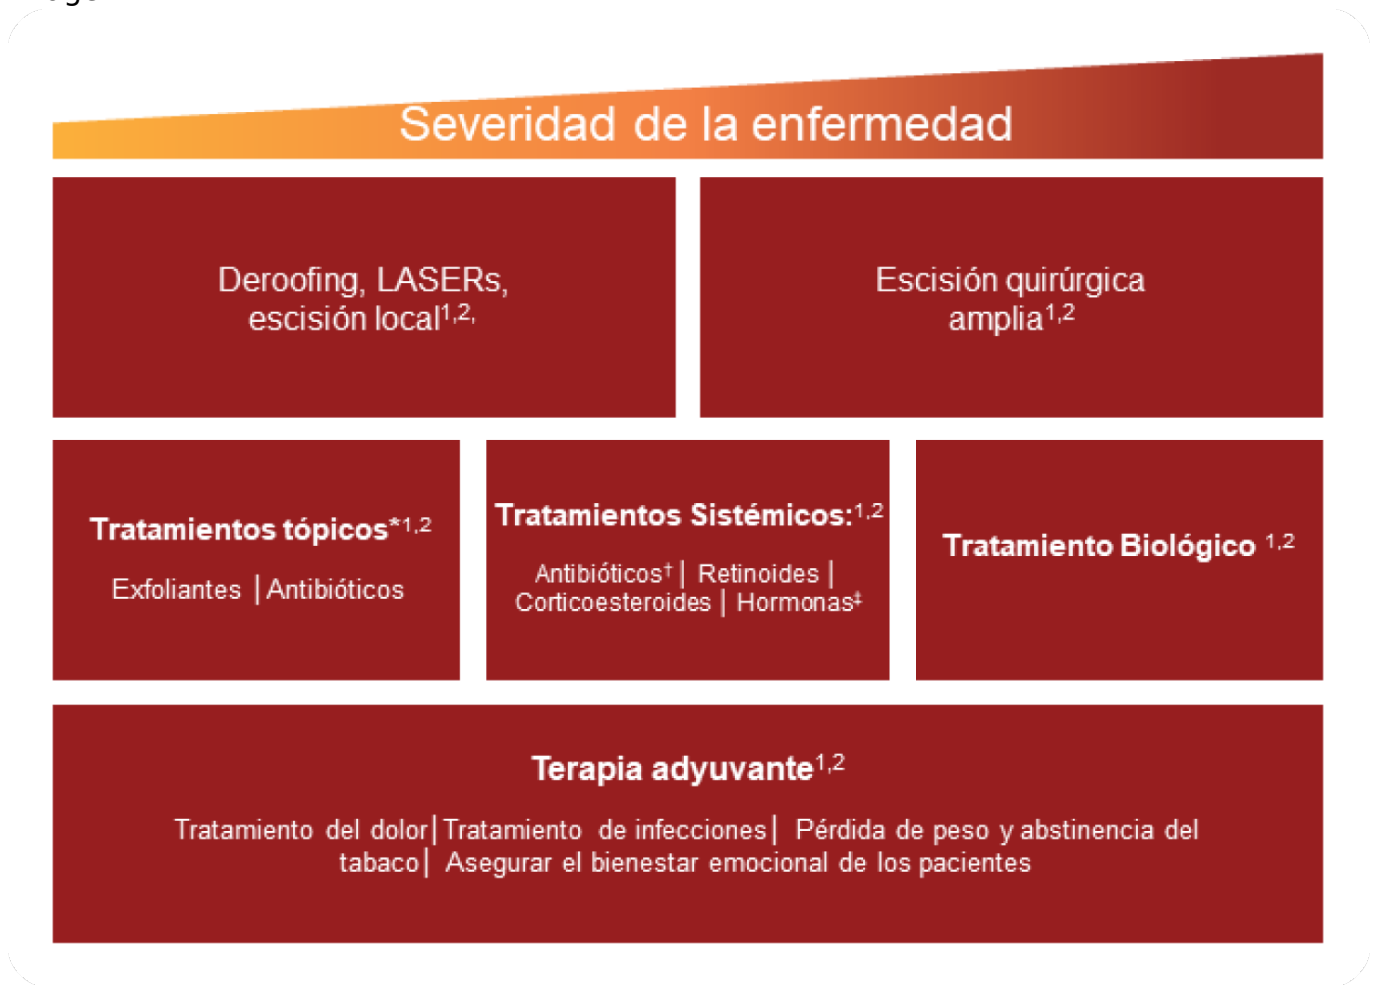 Severidad de la enfermedad
Deroofing, LASERs,
escisión local1,2,
Escisión quirúrgica
amplia1,2
Tratamientos tópicos*1,2
Exfoliantes | Antibióticos
Tratamientos Sistémicos:1,2
Antibióticos† | Retinoides |
Corticoesteroides | Hormonas‡
Tratamiento Biológico 1,2
Terapia adyuvante1,2
Tratamiento del dolor| Tratamiento de infecciones| Pérdida de peso y abstinencia del
tabaco| Asegurar el bienestar emocional de los pacientes